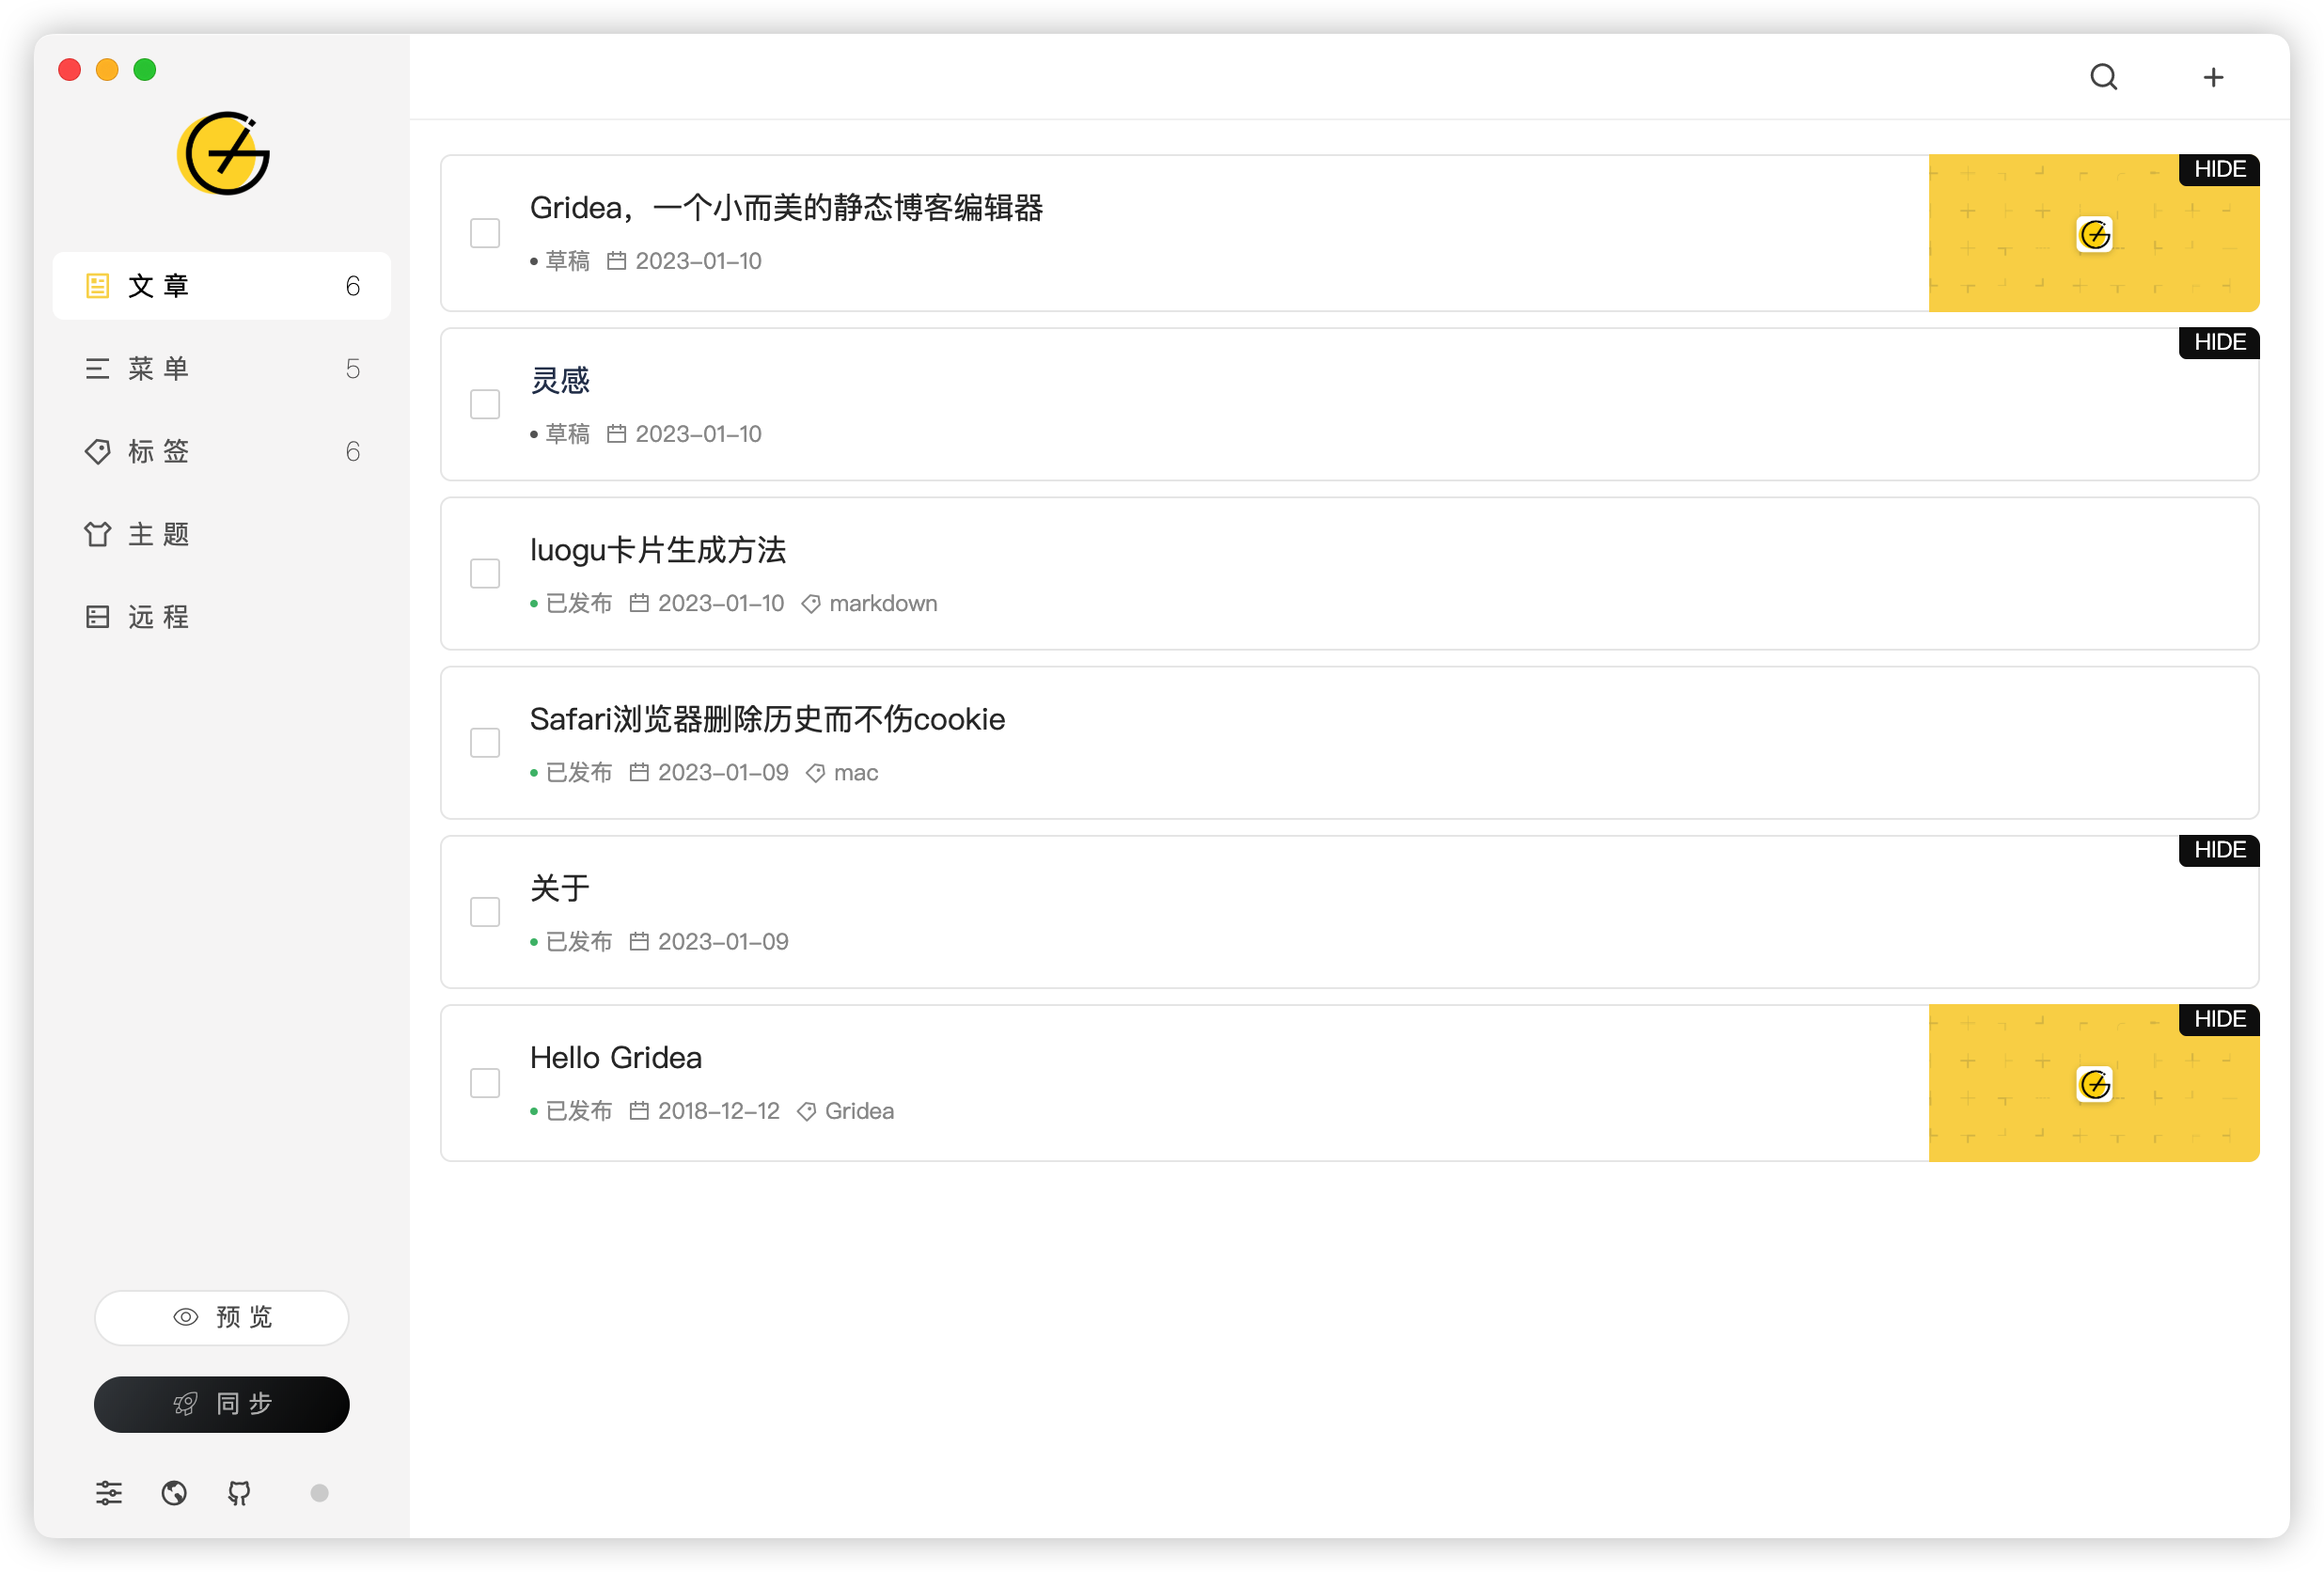 文章 6
菜单 5
标签 6
主题
远程
预览
同步
HIDE
Gridea，一个小而美的静态博客编辑器
草稿 2023-01-10
HIDE
灵感
草稿 2023-01-10
luogu卡片生成方法
已发布 2023-01-10 markdown
Safari浏览器删除历史而不伤cookie
已发布 2023-01-09 mac
HIDE
关于
已发布 2023-01-09
HIDE
Hello Gridea
已发布 2018-12-12 Gridea